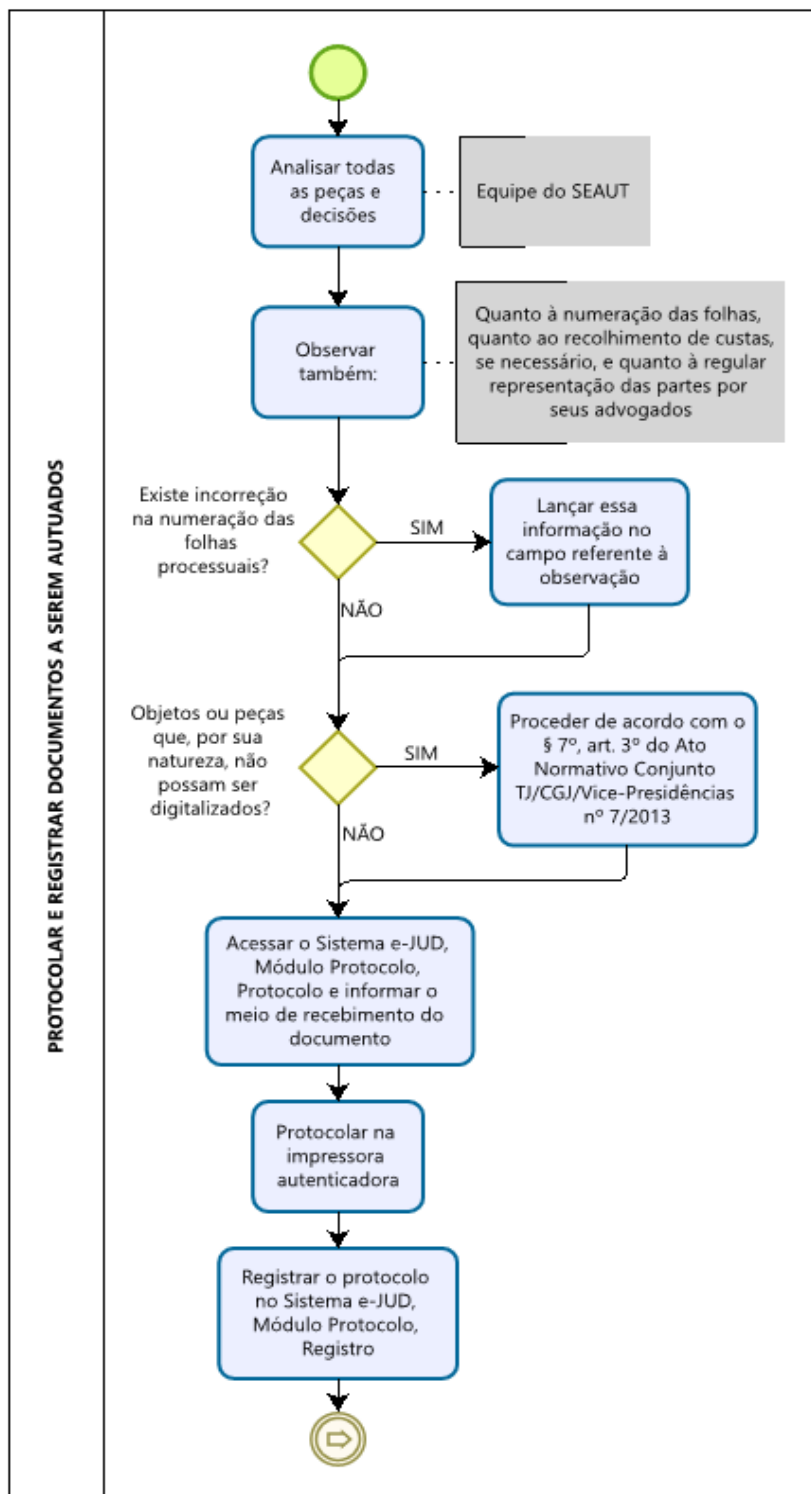 PROTOCOLAR E REGISTRAR DOCUMENTOS A SEREM AUTUADOS
Analisar todas
as peças e
decisões
Equipe do SEAUT
Observar
também:
Quanto à numeração das folhas,
quanto ao recolhimento de custas,
se necessário, e quanto à regular
representação das partes por
seus advogados
Existe incorreção
na numeração das
folhas
processuais?
SIM
Lançar essa
informação no
campo referente à
observação
NÃO
Objetos ou peças
que, por sua
natureza, não
possam ser
digitalizados?
SIM
Proceder de acordo com o
§ 7º, art. 3º do Ato
Normativo Conjunto
TJ/CGJ/Vice-Presidências
nº 7/2013
NÃO
Acessar o Sistema e-JUD,
Módulo Protocolo,
Protocolo e informar o
meio de recebimento do
documento
Protocolar na
impressora
autenticadora
Registrar o protocolo
no Sistema e-JUD,
Módulo Protocolo,
Registro